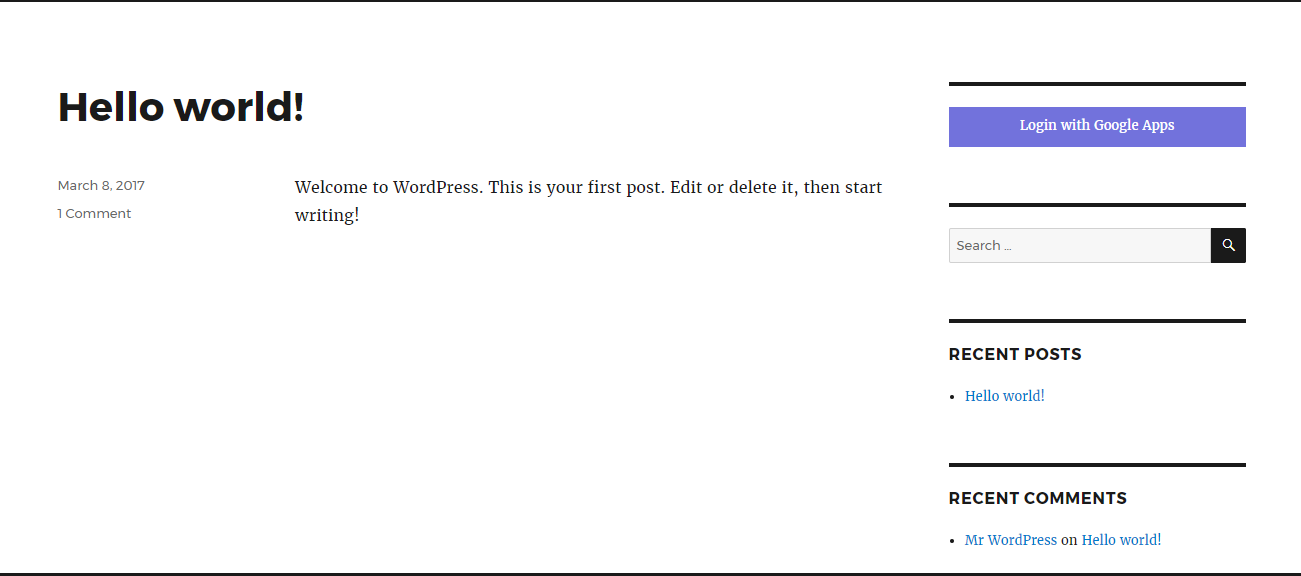 Hello world!
March 8, 2017
1 Comment
Welcome to WordPress. This is your first post. Edit or delete it, then start
writing!
Login with Google Apps
Search …
RECENT POSTS
Hello world!
RECENT COMMENTS
Mr WordPress on Hello world!